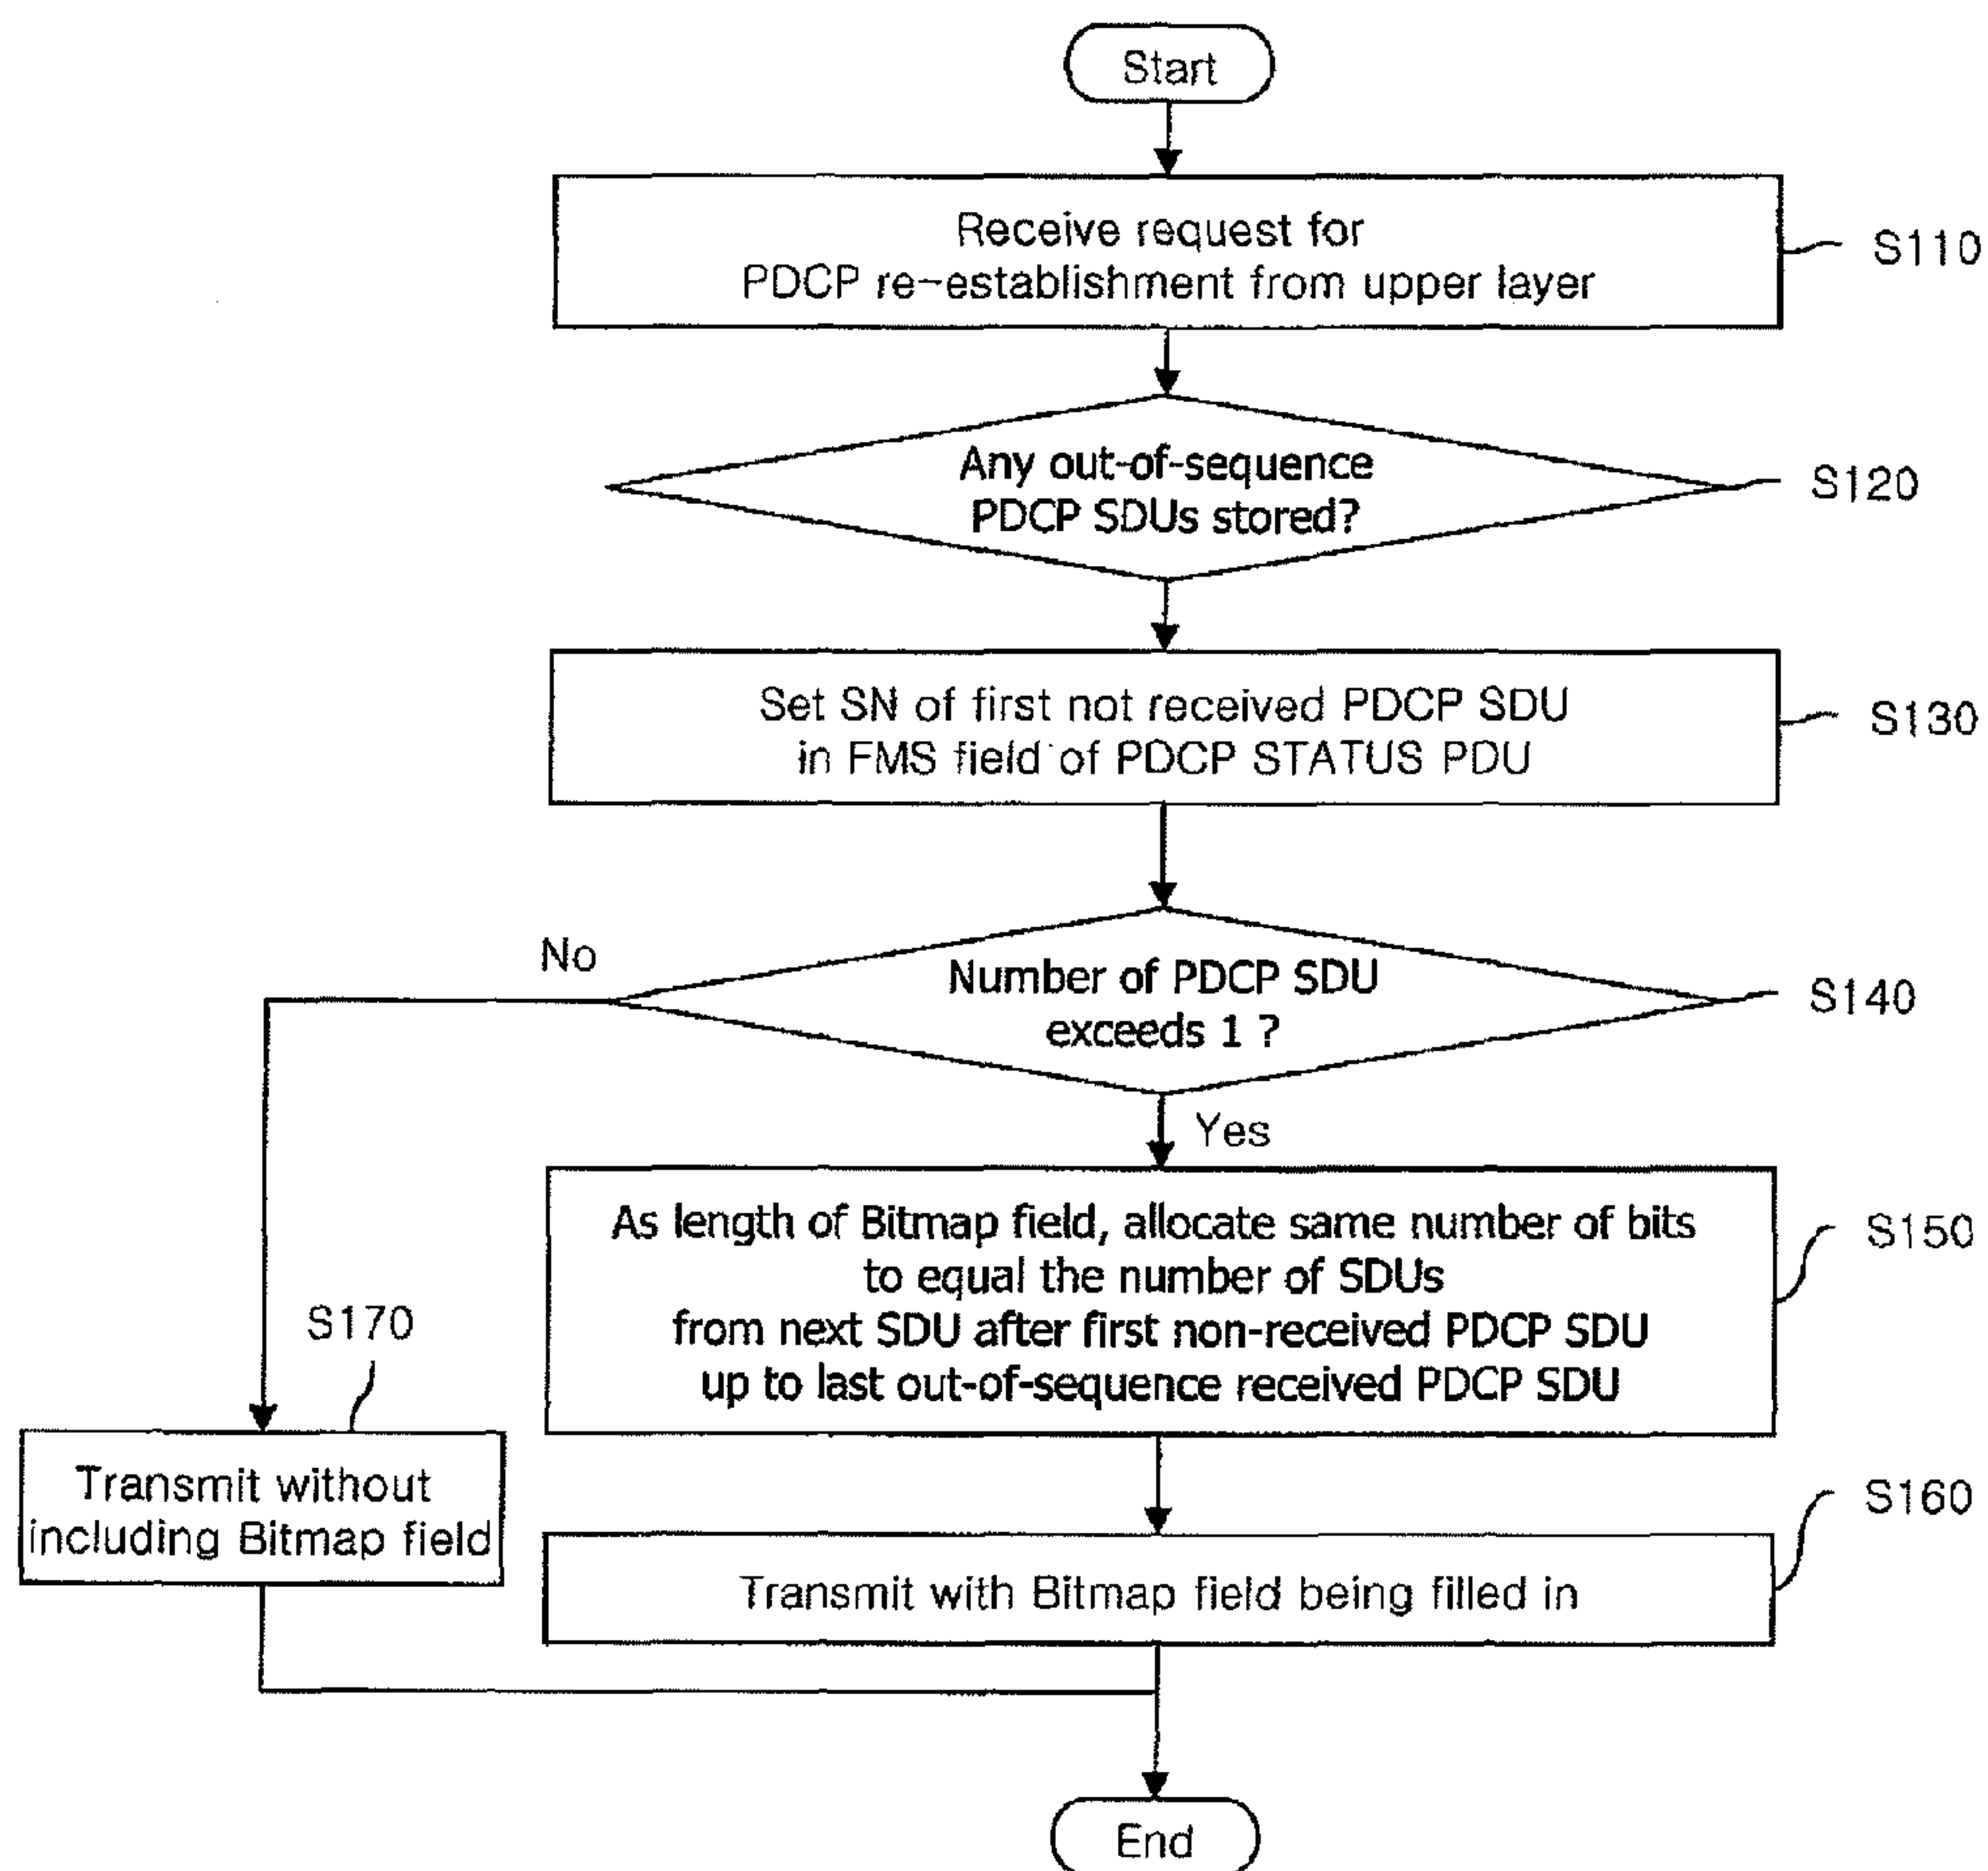 Start
Receive request for
PDCP re-establishment from upper layer
S110
Any out-of-sequence
PDCP SDUs stored?
S120
Set SN of first not received PDCP SDU
in FMS field of PDCP STATUS PDU
S130
No
Number of PDCP SDU
exceeds 1 ?
S140
Yes
As length of Bitmap field, allocate same number of bits
to equal the number of SDUs
from next SDU after first non-received PDCP SDU
up to last out-of-sequence received PDCP SDU
S150
S170
Transmit without
including Bitmap field
S160
Transmit with Bitmap field being filled in
End